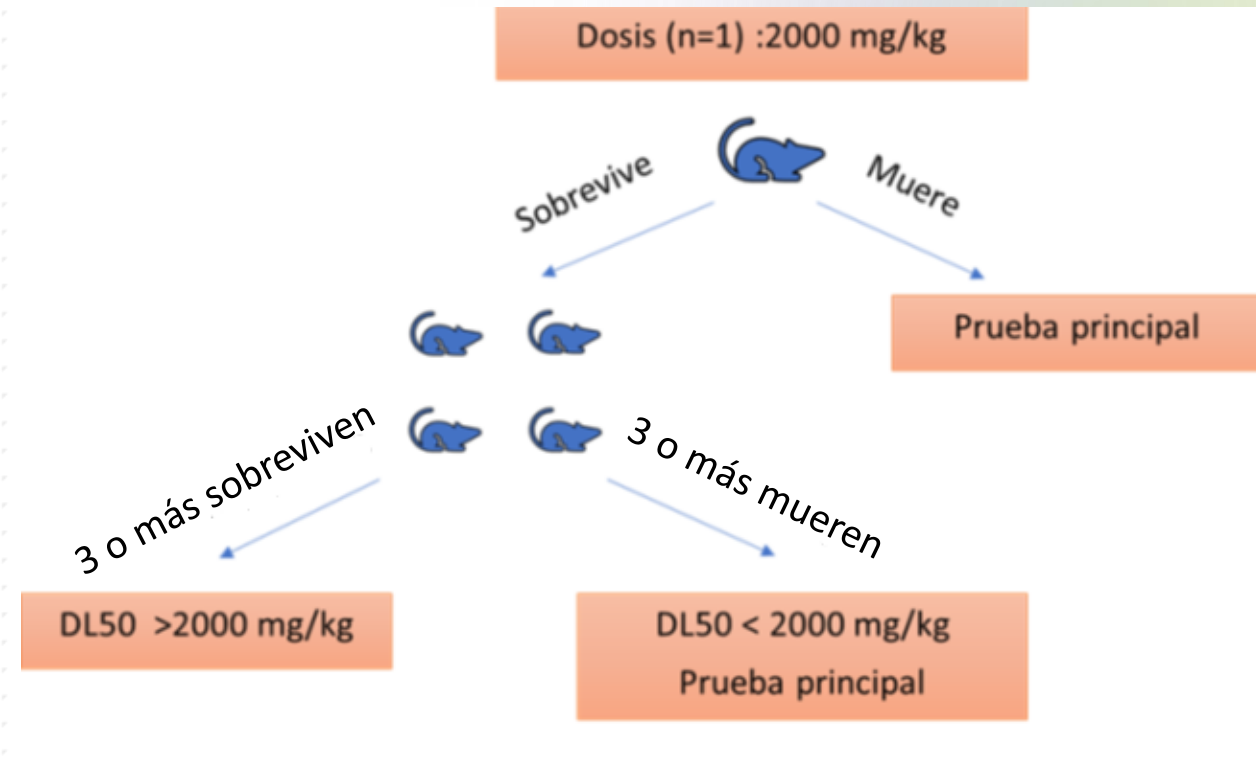 Dosis (n=1) :2000 mg/kg
Sobrevive
Muere
Prueba principal
3 o más sobreviven
3 o más mueren
DL50 >2000 mg/kg
DL50 < 2000 mg/kg
Prueba principal